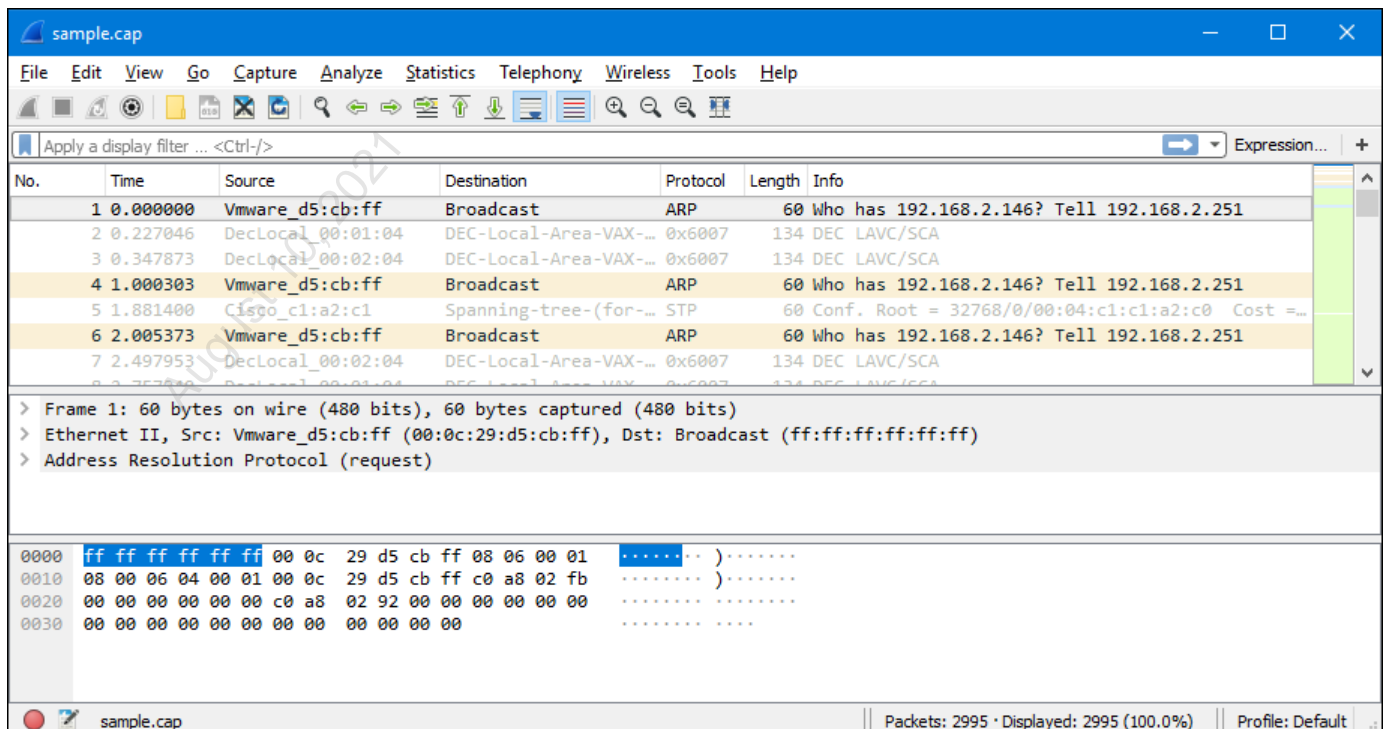 sample.cap
File Edit View Go Capture Analyze Statistics Telephony Wireless Tools Help
Apply a display filter ... <Ctrl-/> Expression... +
No. Time Source Destination Protocol Length Info
1 0.000000 Vmware_d5:cb:ff Broadcast ARP 60 Who has 192.168.2.146? Tell 192.168.2.251
2 0.227046 DecLocal_00:01:04 DEC-Local-Area-VAX-… 0x6007 134 DEC LAVC/SCA
3 0.347873 DecLocal_00:02:04 DEC-Local-Area-VAX-… 0x6007 134 DEC LAVC/SCA
4 1.000303 Vmware_d5:cb:ff Broadcast ARP 60 Who has 192.168.2.146? Tell 192.168.2.251
5 1.881400 Cisco_c1:a2:c1 Spanning-tree-(for-… STP 60 Conf. Root = 32768/0/00:04:c1:c1:a2:c0 Cost =…
6 2.005373 Vmware_d5:cb:ff Broadcast ARP 60 Who has 192.168.2.146? Tell 192.168.2.251
7 2.497953 DecLocal_00:02:04 DEC-Local-Area-VAX-… 0x6007 134 DEC LAVC/SCA
August 10, 2021
> Frame 1: 60 bytes on wire (480 bits), 60 bytes captured (480 bits)
> Ethernet II, Src: Vmware_d5:cb:ff (00:0c:29:d5:cb:ff), Dst: Broadcast (ff:ff:ff:ff:ff:ff)
> Address Resolution Protocol (request)
0000 ff ff ff ff ff ff 00 0c 29 d5 cb ff 08 06 00 01 ········ )·······
0010 08 00 06 04 00 01 00 0c 29 d5 cb ff c0 a8 02 fb ········ )·······
0020 00 00 00 00 00 00 c0 a8 02 92 00 00 00 00 00 00 ········ ········
0030 00 00 00 00 00 00 00 00 00 00 00 00 ········ ····
sample.cap Packets: 2995 · Displayed: 2995 (100.0%) Profile: Default